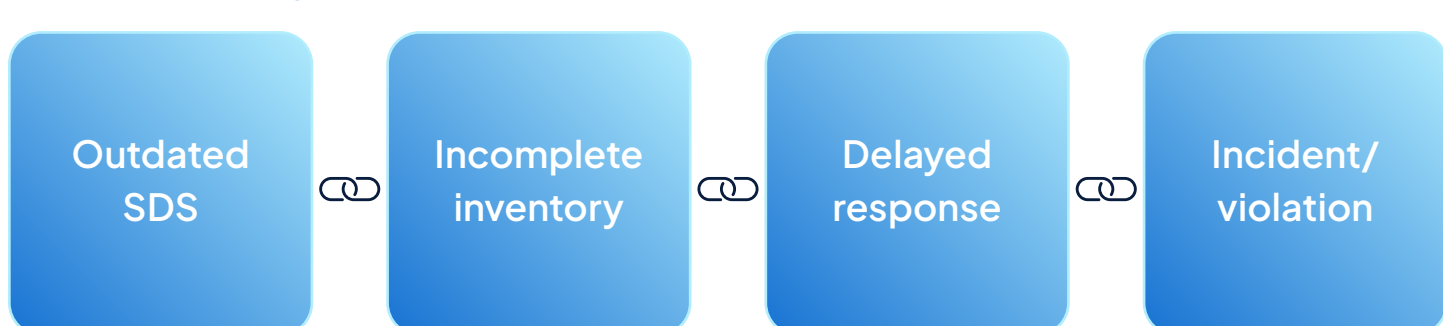 Outdated
SDS
Incomplete
inventory
Delayed
response
Incident/
violation